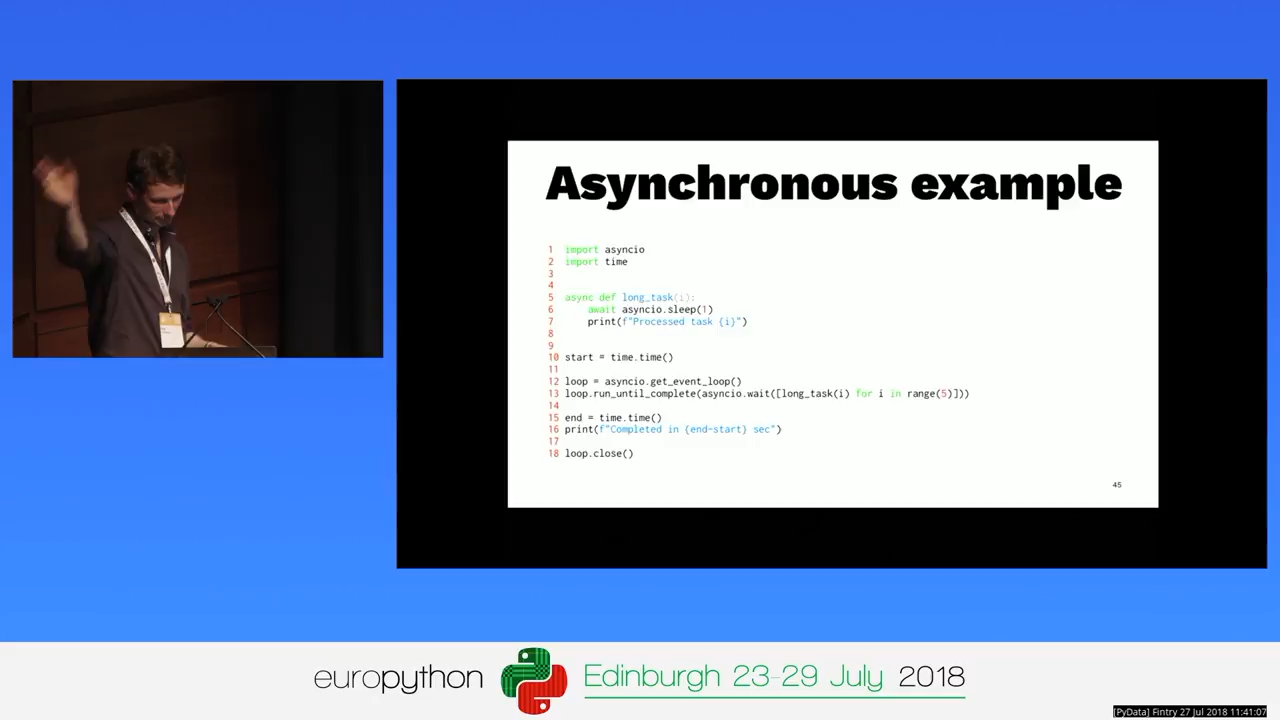 Asynchronous example
1 import asyncio
2 import time
3
4
5 async def long_task(i):
6     await asyncio.sleep(1)
7     print(f"Processed task {i}")
8
9
10 start = time.time()
11
12 loop = asyncio.get_event_loop()
13 loop.run_until_complete(asyncio.wait([long_task(i) for i in range(5)]))
14
15 end = time.time()
16 print(f"Completed in {end-start} sec")
17
18 loop.close()
45
europython Edinburgh 23-29 July 2018
[PyData] Fintry 27 Jul 2018 11:41:07